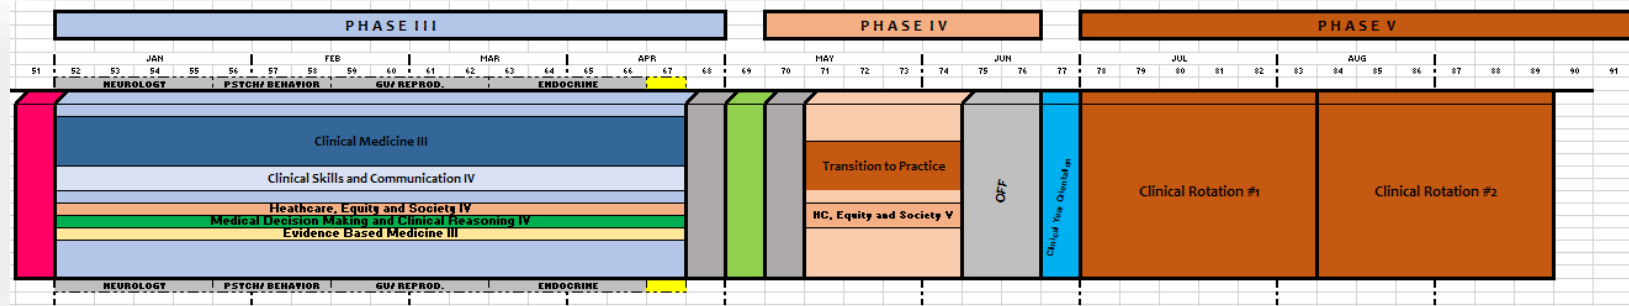 PHASE III PHASE IV PHASE V
JAN FEB MAR APR MAY JUN JUL AUG
51 52 53 54 55 56 57 58 59 60 61 62 63 64 65 66 67 68 69 70 71 72 73 74 75 76 77 78 79 80 81 82 83 84 85 86 87 88 89 90 91
NEUROLOGY PSYCH/ BEHAVIOR GU/ REPROD. ENDOCRINE
Clinical Medicine III
Clinical Skills and Communication IV
Heathcare, Equity and Society IV
Medical Decision Making and Clinical Reasoning IV
Evidence Based Medicine III
Transition to Practice
HC, Equity and Society V
OFF
Clinical Year Orientation
Clinical Rotation #1
Clinical Rotation #2
NEUROLOGY PSYCH/ BEHAVIOR GU/ REPROD. ENDOCRINE